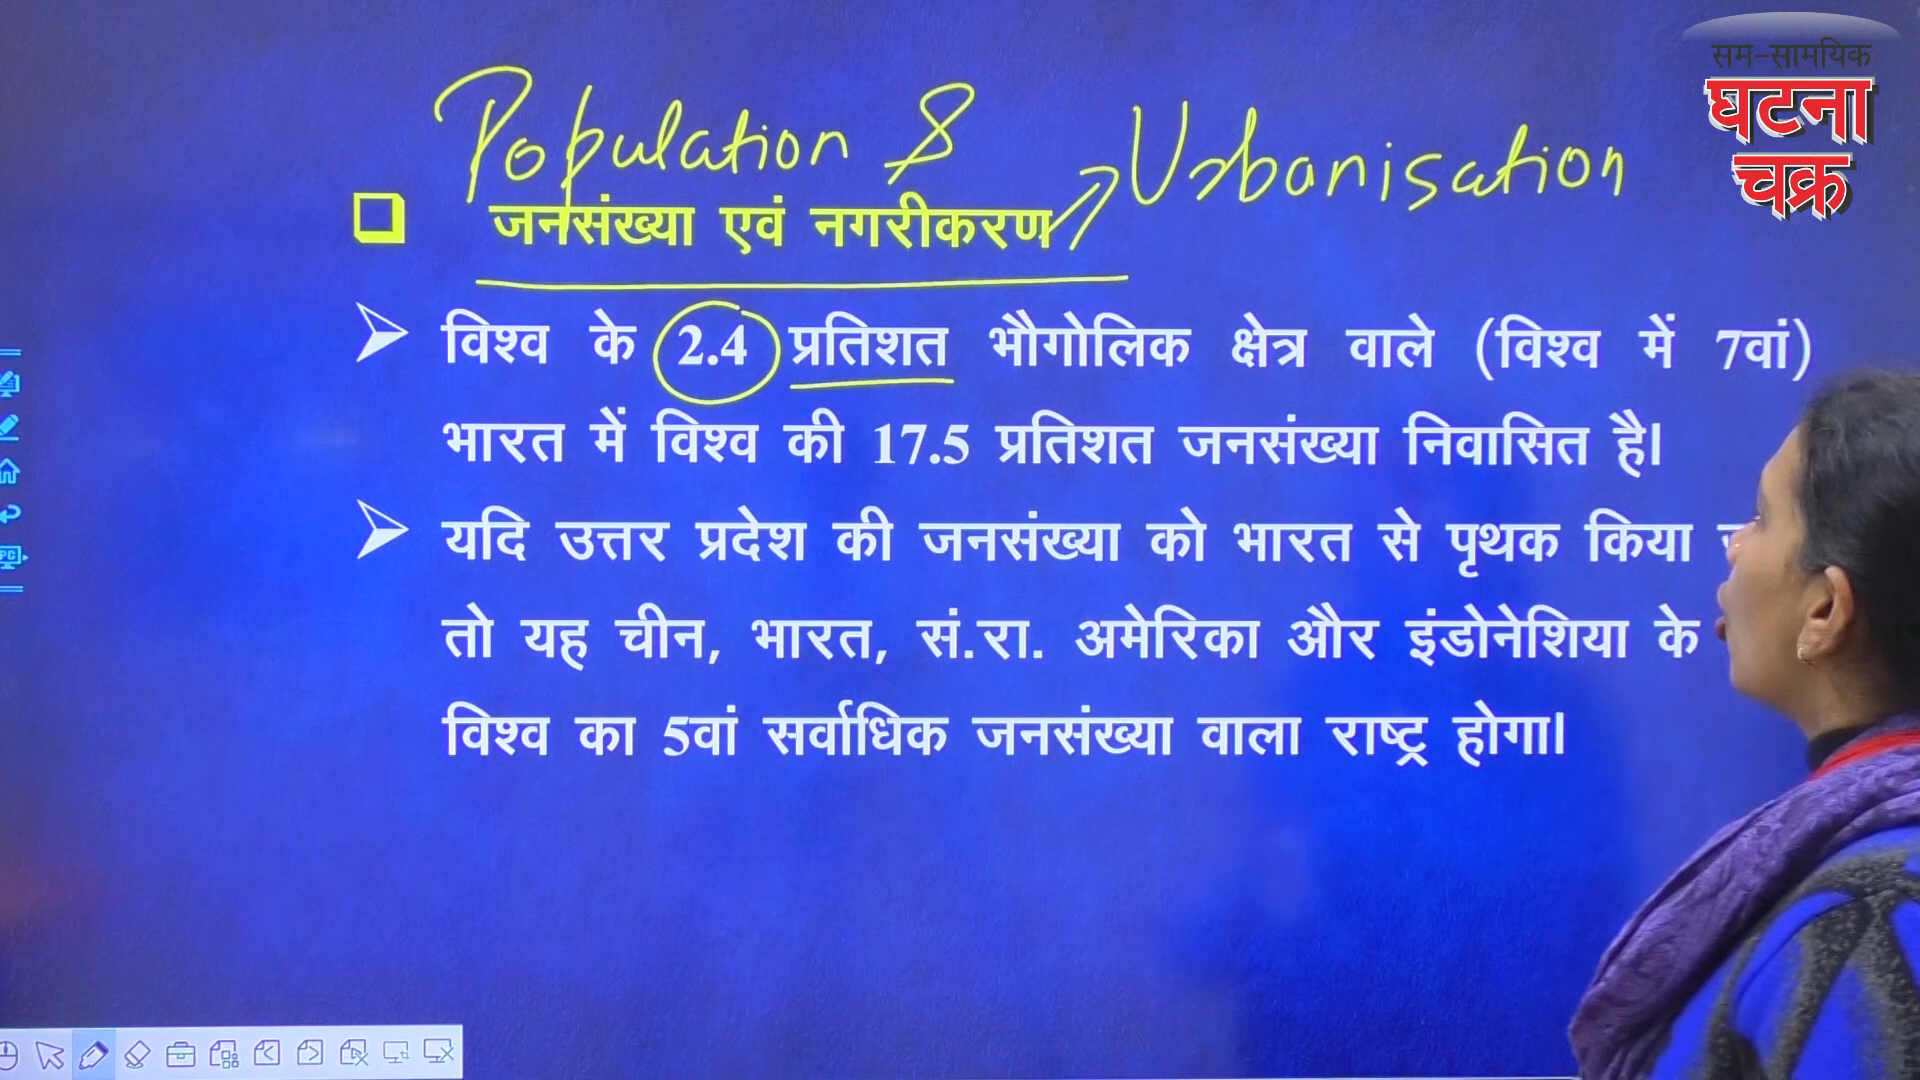 सम-सामयिक
घटना
चक्र
Population &
Urbanisation
जनसंख्या एवं नगरीकरण
विश्व के 2.4 प्रतिशत भौगोलिक क्षेत्र वाले (विश्व में 7वां)
भारत में विश्व की 17.5 प्रतिशत जनसंख्या निवासित है।
यदि उत्तर प्रदेश की जनसंख्या को भारत से पृथक किया
तो यह चीन, भारत, सं.रा. अमेरिका और इंडोनेशिया के
विश्व का 5वां सर्वाधिक जनसंख्या वाला राष्ट्र होगा।
PC